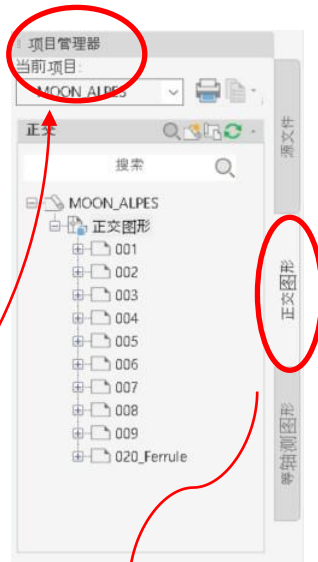 项目管理器
当前项目:
MOON_ALPES
正交
搜索
MOON_ALPES
正交图形
001
002
003
004
005
006
007
008
009
020_Ferrule
源文件
正交图形
等轴测图形